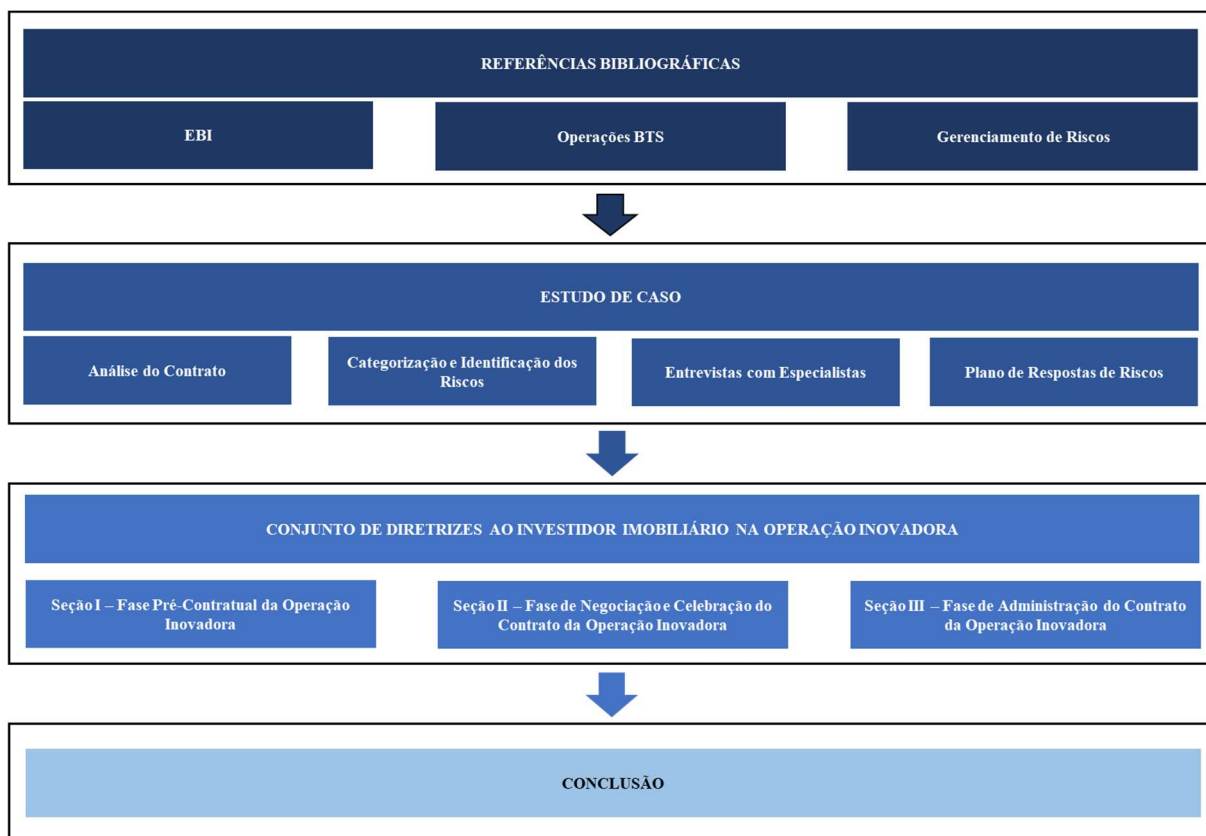 REFERÊNCIAS BIBLIOGRÁFICAS
EBI
Operações BTS
Gerenciamento de Riscos
ESTUDO DE CASO
Análise do Contrato
Categorização e Identificação dos
Riscos
Entrevistas com Especialistas
Plano de Respostas de Riscos
CONJUNTO DE DIRETRIZES AO INVESTIDOR IMOBILIÁRIO NA OPERAÇÃO INOVADORA
Seção I – Fase Pré-Contratual da Operação
Inovadora
Seção II – Fase de Negociação e Celebração do
Contrato da Operação Inovadora
Seção III – Fase de Administração do Contrato
da Operação Inovadora
CONCLUSÃO